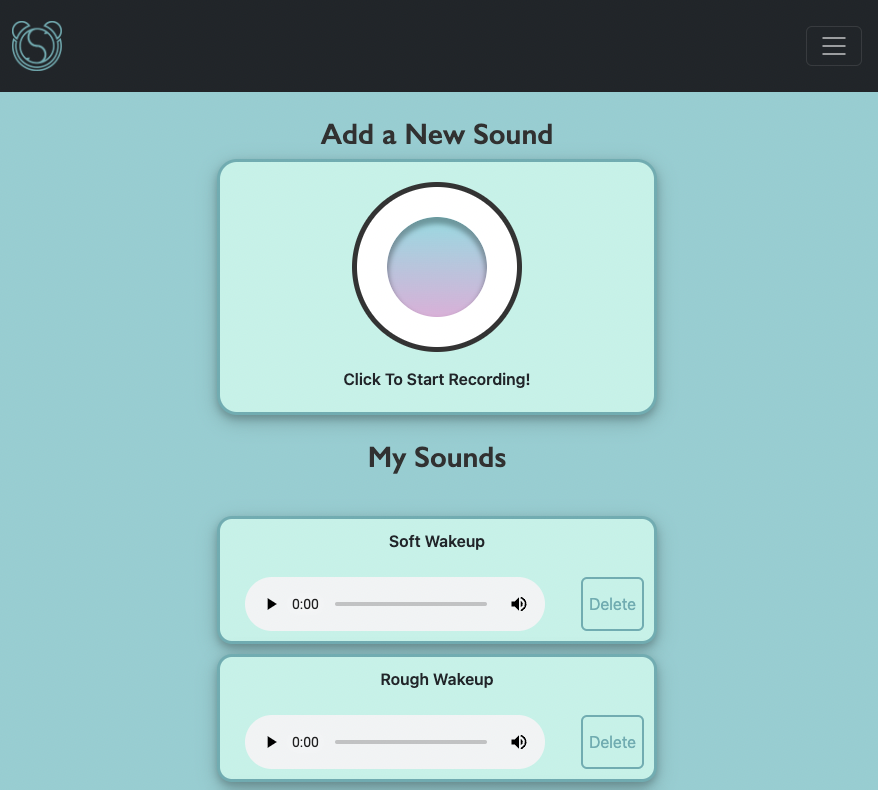 Add a New Sound
Click To Start Recording!
My Sounds
Soft Wakeup
0:00
Delete
Rough Wakeup
0:00
Delete